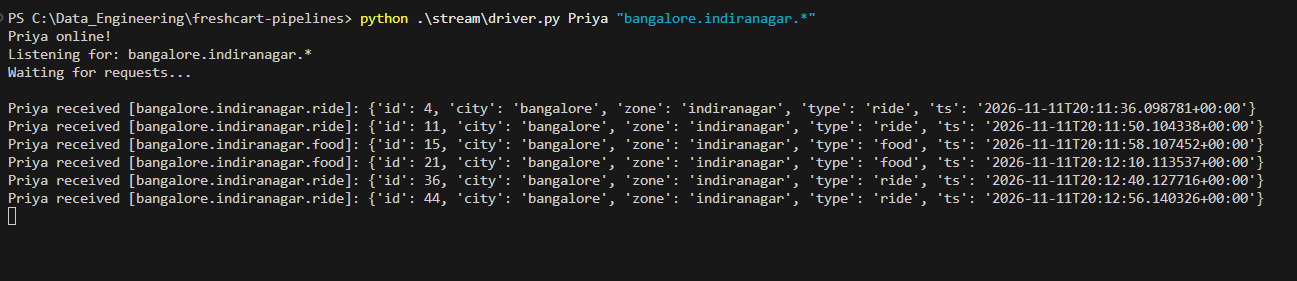 PS C:\Data_Engineering\freshcart-pipelines> python .\stream\driver.py Priya "bangalore.indiranagar.*"
Priya online!
Listening for: bangalore.indiranagar.*
Waiting for requests...
Priya received [bangalore.indiranagar.ride]: {'id': 4, 'city': 'bangalore', 'zone': 'indiranagar', 'type': 'ride', 'ts': '2026-11-11T20:11:36.098781+00:00'}
Priya received [bangalore.indiranagar.ride]: {'id': 11, 'city': 'bangalore', 'zone': 'indiranagar', 'type': 'ride', 'ts': '2026-11-11T20:11:50.104338+00:00'}
Priya received [bangalore.indiranagar.food]: {'id': 15, 'city': 'bangalore', 'zone': 'indiranagar', 'type': 'food', 'ts': '2026-11-11T20:11:58.107452+00:00'}
Priya received [bangalore.indiranagar.food]: {'id': 21, 'city': 'bangalore', 'zone': 'indiranagar', 'type': 'food', 'ts': '2026-11-11T20:12:10.113537+00:00'}
Priya received [bangalore.indiranagar.ride]: {'id': 36, 'city': 'bangalore', 'zone': 'indiranagar', 'type': 'ride', 'ts': '2026-11-11T20:12:40.127716+00:00'}
Priya received [bangalore.indiranagar.ride]: {'id': 44, 'city': 'bangalore', 'zone': 'indiranagar', 'type': 'ride', 'ts': '2026-11-11T20:12:56.140326+00:00'}